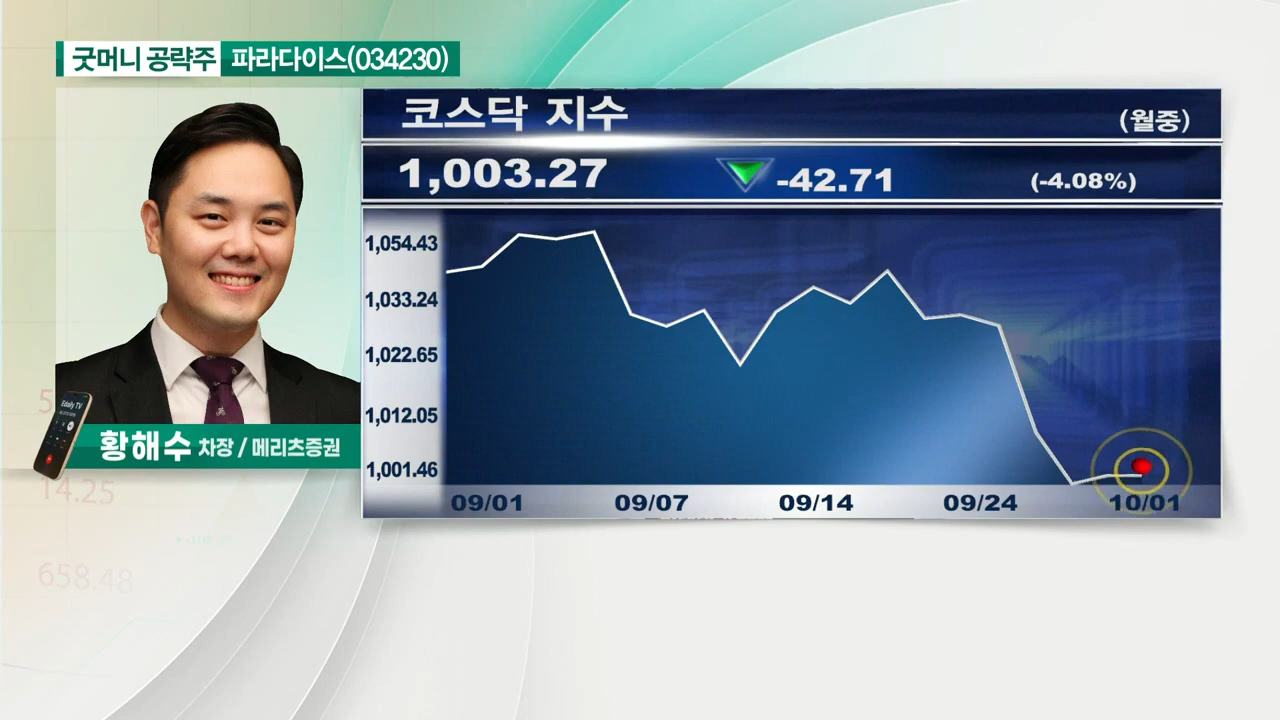 굿머니 공략주 파라다이스(034230)
코스닥 지수 (월중)
1,003.27 -42.71 (-4.08%)
1,054.43
1,033.24
1,022.65
1,012.05
1,001.46
09/01 09/07 09/14 09/24 10/01
Edaily TV
황해수 차장 / 메리츠증권
14.25
658.48